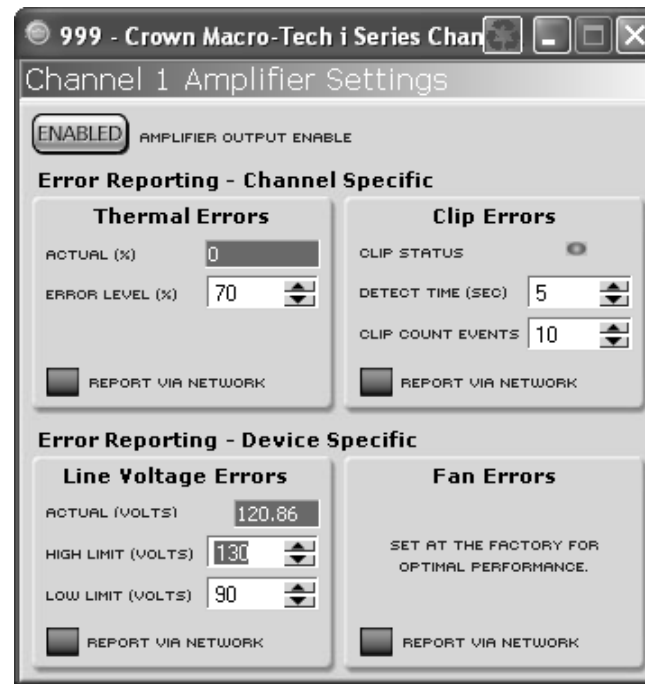 999 - Crown Macro-Tech i Series Chan
Channel 1 Amplifier Settings
ENABLED AMPLIFIER OUTPUT ENABLE
Error Reporting - Channel Specific
Thermal Errors
ACTUAL (%) 0
ERROR LEVEL (%) 70
REPORT VIA NETWORK
Clip Errors
CLIP STATUS
DETECT TIME (SEC) 5
CLIP COUNT EVENTS 10
REPORT VIA NETWORK
Error Reporting - Device Specific
Line Voltage Errors
ACTUAL (VOLTS) 120.86
HIGH LIMIT (VOLTS) 130
LOW LIMIT (VOLTS) 90
REPORT VIA NETWORK
Fan Errors
SET AT THE FACTORY FOR
OPTIMAL PERFORMANCE.
REPORT VIA NETWORK